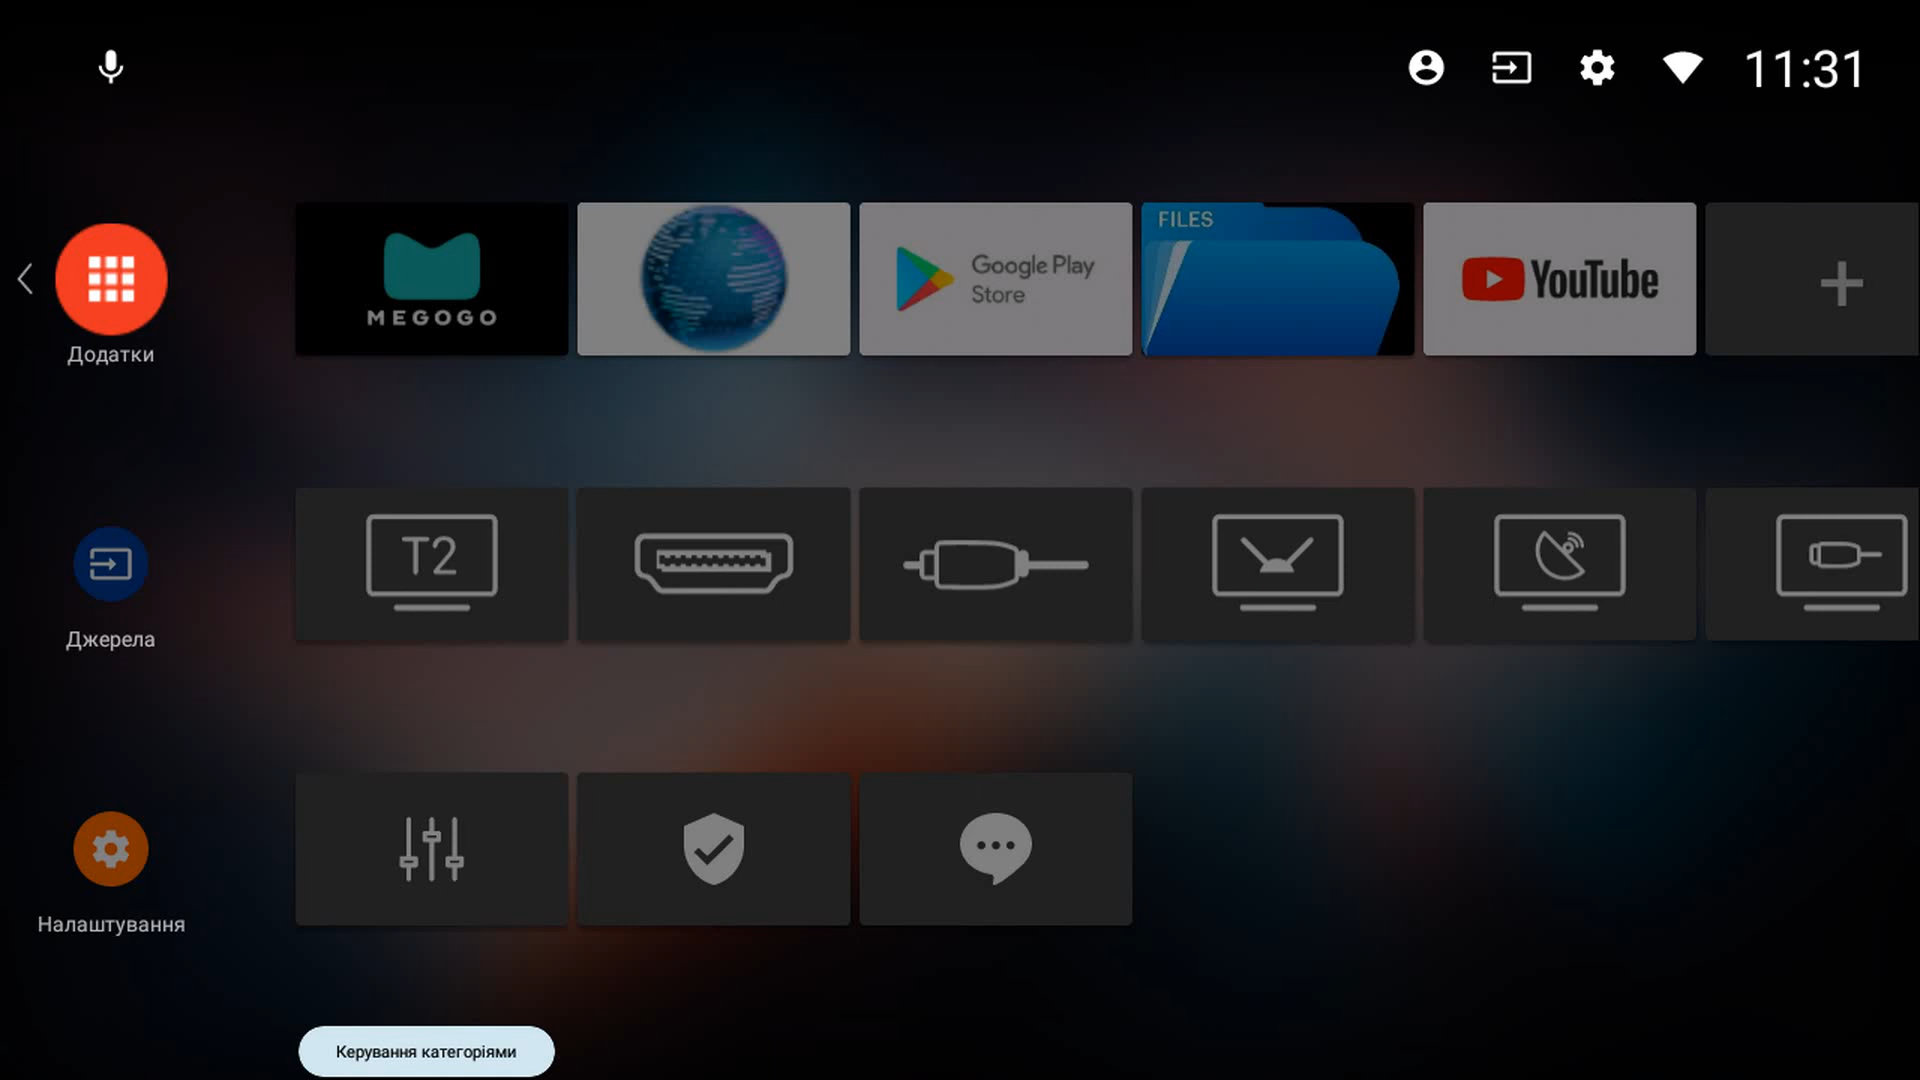 11:31
MEGOGO
Google Play
Store
FILES
YouTube
Додатки
T2
Джерела
Налаштування
Керування категоріями